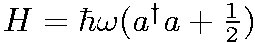 H = ℏω(a†a + ½)